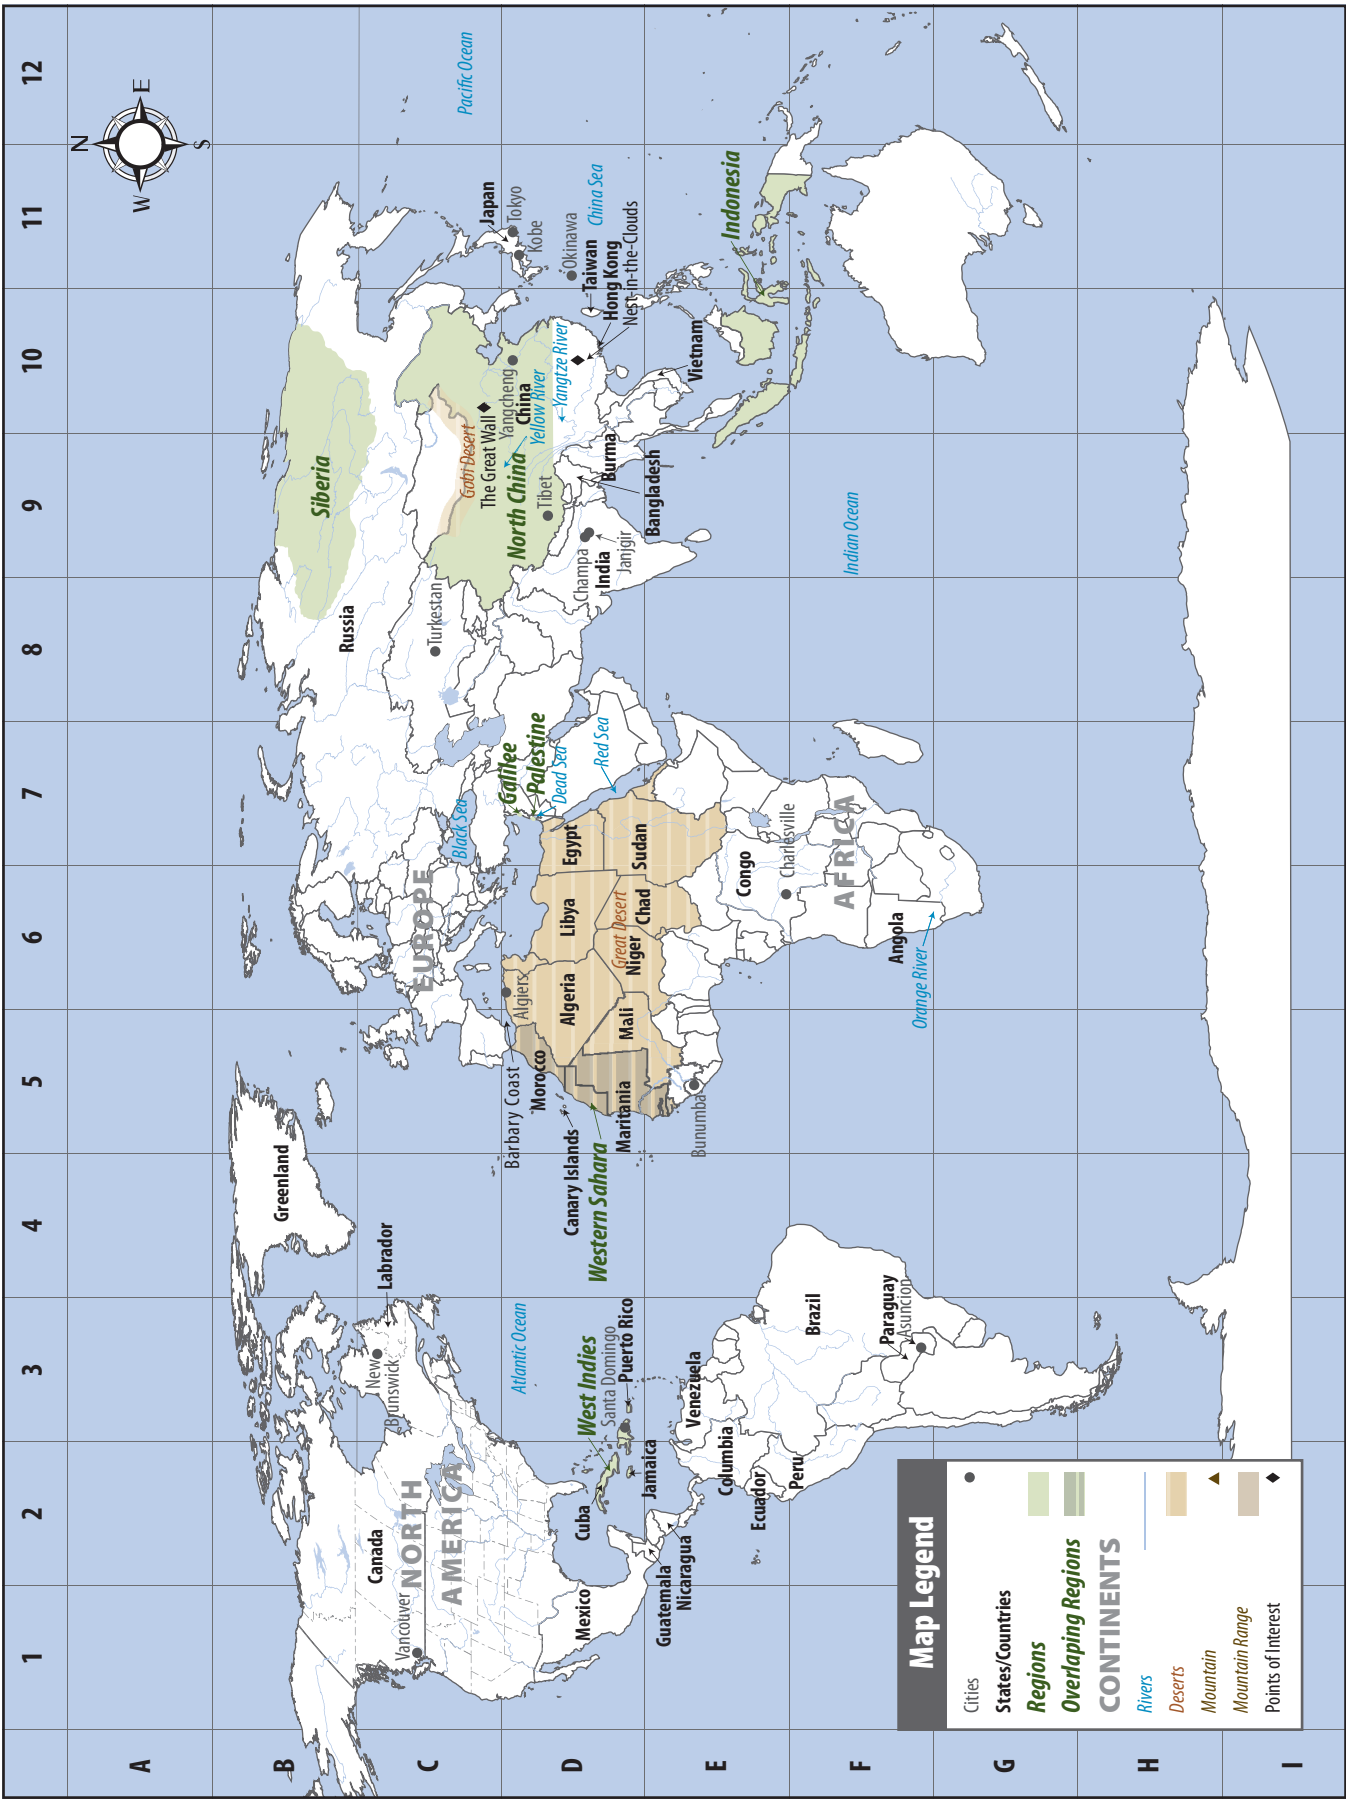 N
E
S
W
1
2
3
4
5
6
7
8
9
10
11
12
A
B
C
D
E
F
G
H
I
Greenland
Canada
Vancouver
NORTH
AMERICA
New
Brunswick
Labrador
Mexico
Guatemala
Nicaragua
Cuba
Jamaica
West Indies
Santa Domingo
Puerto Rico
Atlantic Ocean
Venezuela
Columbia
Ecuador
Peru
Brazil
Paraguay
Asuncion
EUROPE
Black Sea
Barbary Coast
Morocco
Canary Islands
Western Sahara
Maritania
Bunumba
Algiers
Algeria
Mali
Libya
Niger
Great Desert
Chad
Egypt
Sudan
Congo
Charlesville
AFRICA
Angola
Orange River
Galilee
Palestine
Dead Sea
Red Sea
Russia
Siberia
Turkestan
Gobi Desert
The Great Wall
Yangcheng
China
North China
Yellow River
Yangtze River
Tibet
Champa
India
Janjgir
Burma
Bangladesh
Vietnam
Japan
Tokyo
Kobe
Okinawa
China Sea
Taiwan
Hong Kong
Nest-in-the-Clouds
Indonesia
Pacific Ocean
Indian Ocean
Map Legend
Cities
States/Countries
Regions
Overlaping Regions
CONTINENTS
Rivers
Deserts
Mountain
Mountain Range
Points of Interest